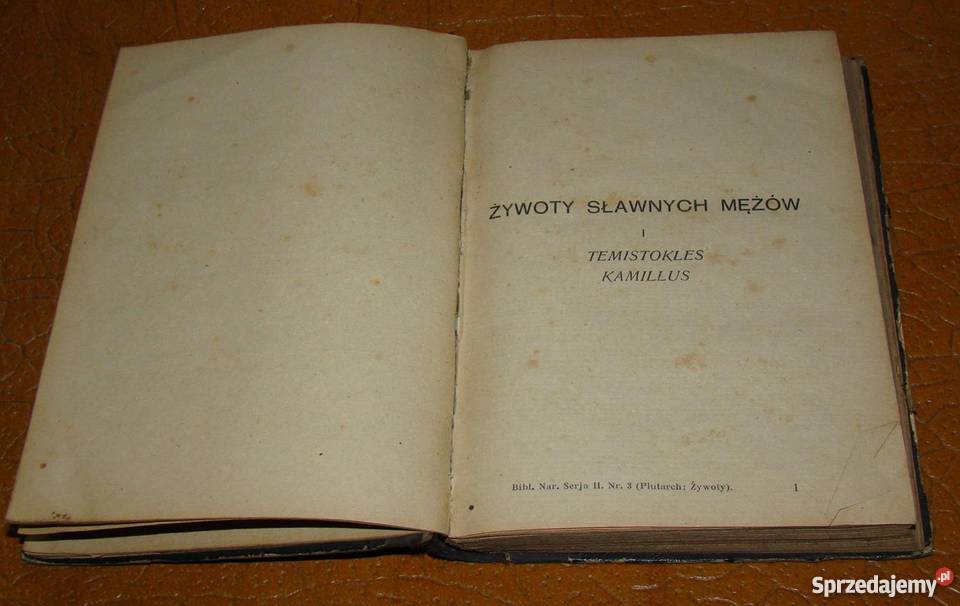 ŻYWOTY SŁAWNYCH MĘŻÓW
I
TEMISTOKLES
KAMILLUS
Bibl. Nar. Serja II. Nr. 3 (Plutarch: Żywoty). 1
Sprzedajemy.pl